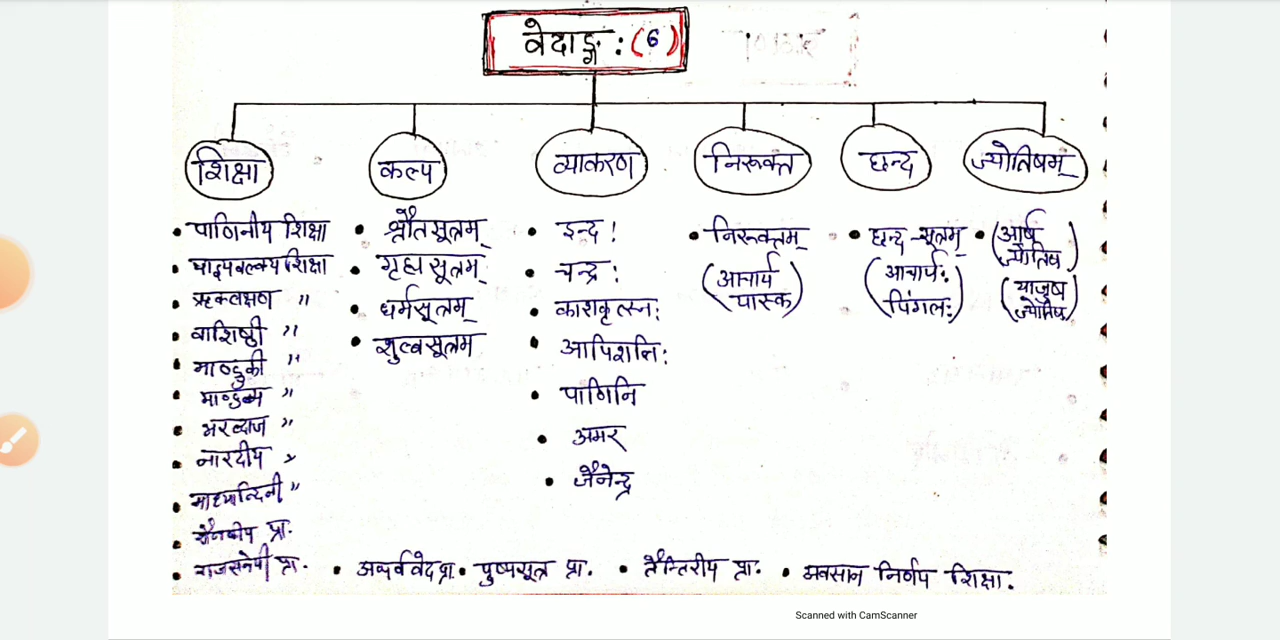 वेदाङ्ग : (6)
शिक्षा
कल्प
व्याकरण
निरूक्त
छन्द
ज्योतिषम्
• पाणिनीय शिक्षा
• याज्ञवल्क्य शिक्षा
• ऋक्लक्षण "
• वाशिष्ठी "
• माण्डुकी "
• माण्डव्य "
• भरद्वाज "
• नारदीय "
• माध्यान्दिनी "
• शौनकीय प्रा.
• वाजसनेयी प्रा.
• अथर्ववेद प्रा.
• पुष्पसूत्र प्रा.
• तैत्तिरीय प्रा.
• अवसान निर्णय शिक्षा.
• श्रौतसूत्रम्
• गृह्यसूत्रम्
• धर्मसूत्रम्
• शुल्वसूत्रम
• इन्द्र !
• चन्द्र :
• काशकृत्स्न :
• आपिशलि :
• पाणिनि
• अमर
• जैनेन्द्र
• निरूक्तम्
(आचार्य
यास्क)
• छन्द सूत्रम्
(आचार्य:
पिंगल:)
• (आर्ष
ज्योतिष)
(याजुष
ज्योतिष)
Scanned with CamScanner